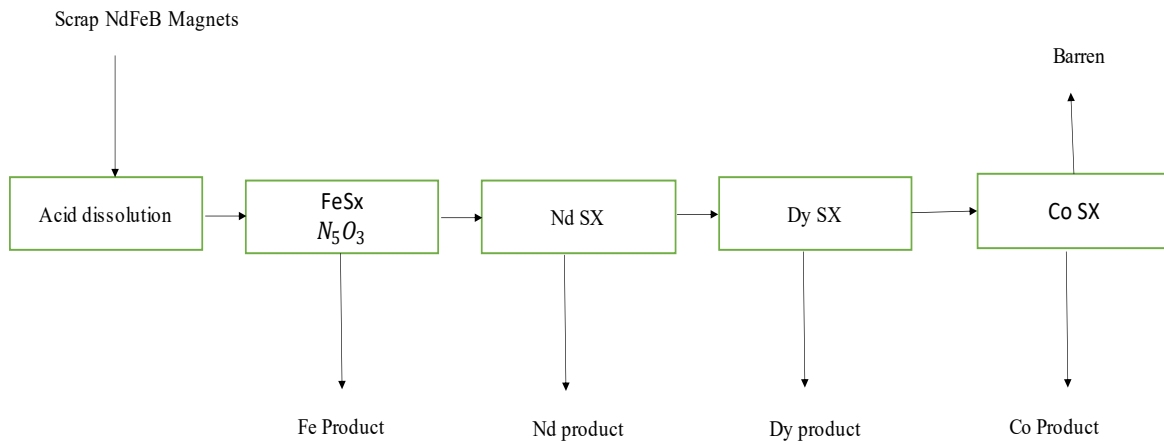 Scrap NdFeB Magnets
Barren
Acid dissolution
FeSx
N₅O₃
Nd SX
Dy SX
Co SX
Fe Product
Nd product
Dy product
Co Product